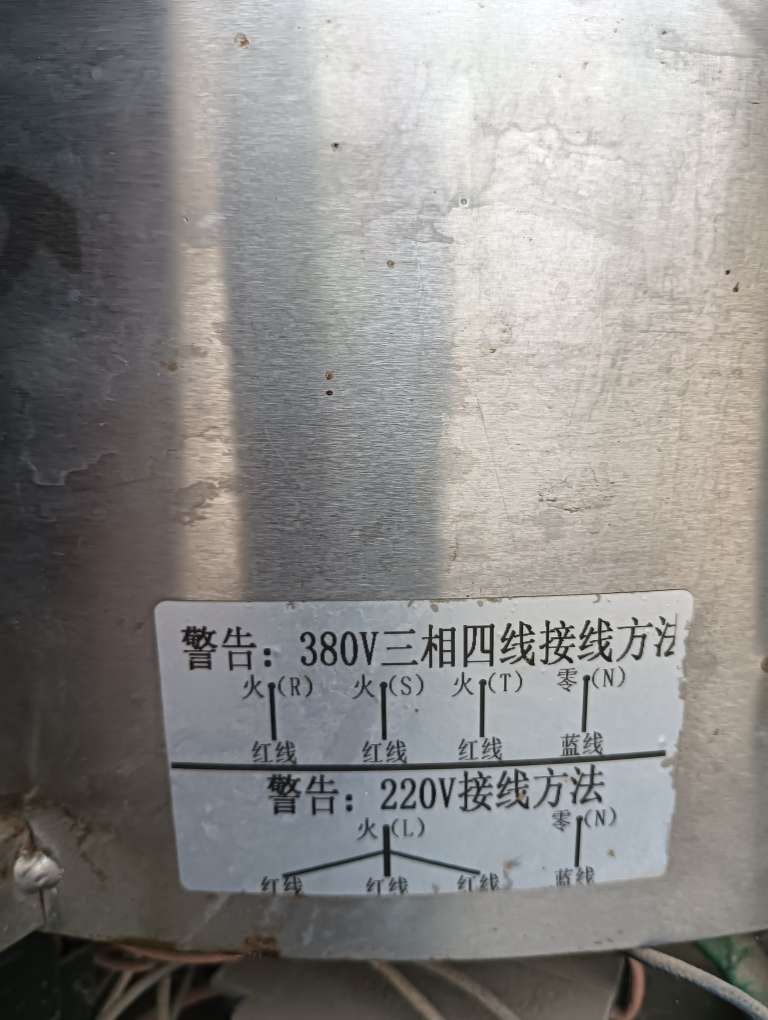 警告：380V三相四线接线方法
火(R) 火(S) 火(T) 零(N)
红线 红线 红线 蓝线
警告：220V接线方法
火(L) 零(N)
红线 红线 红线 蓝线